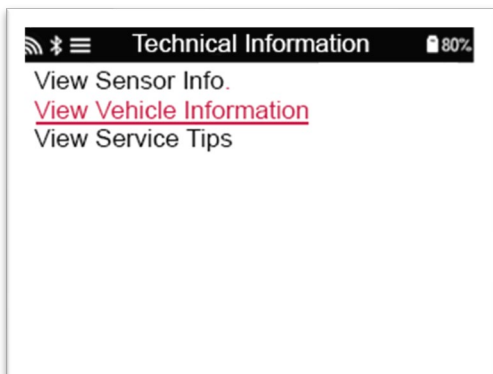 Technical Information 80%
View Sensor Info.
View Vehicle Information
View Service Tips